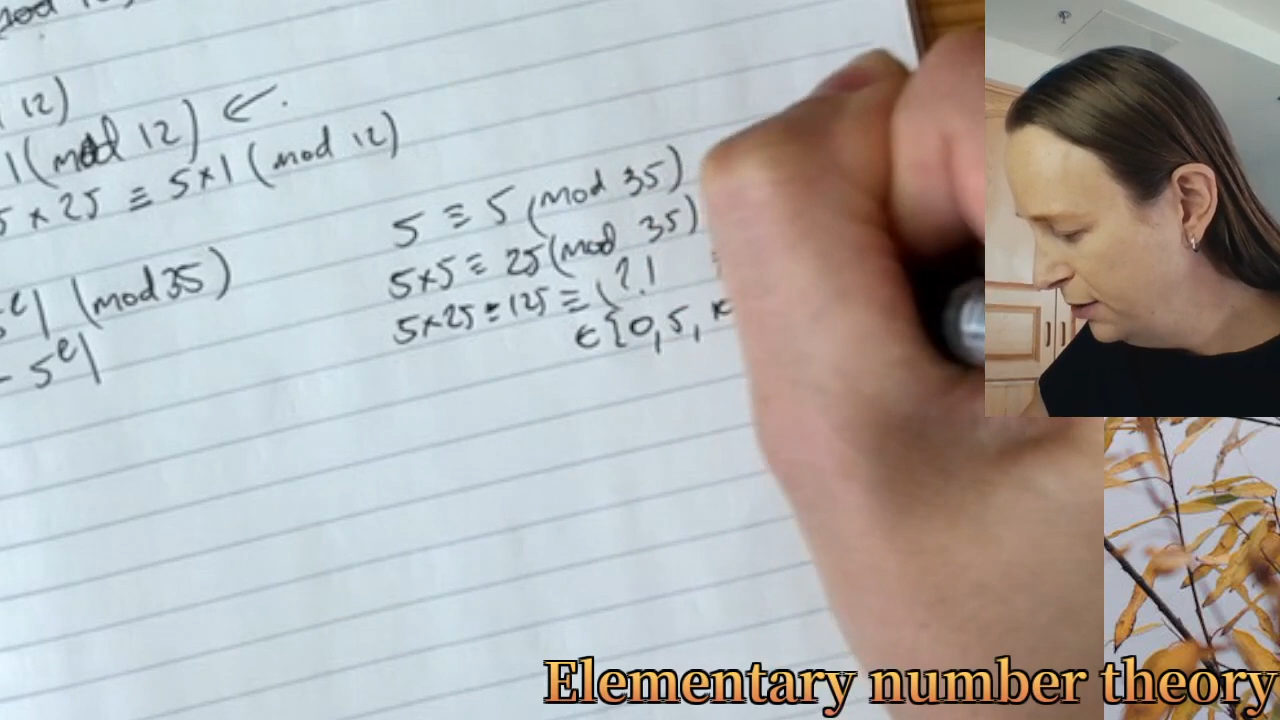 12)
1 (mod 12) ←.
5 × 25 ≡ 5×1 (mod 12)
5 ≡ 5 (mod 35)
5×5 ≡ 25 (mod 35)
5×25 = 125 ≡
∈ {0, 5,
(mod 35)
Elementary number theory